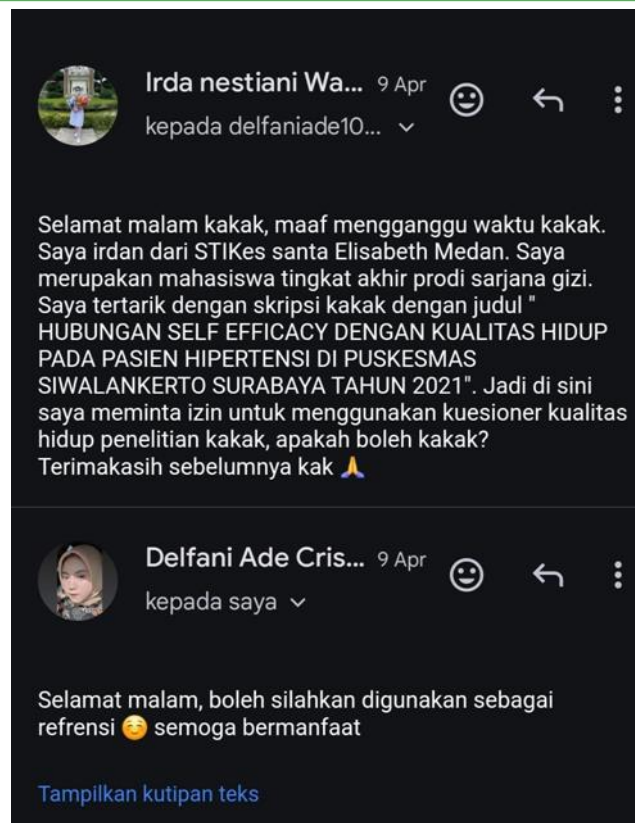 Irda nestiani Wa... 9 Apr
kepada delfaniade10...
Selamat malam kakak, maaf mengganggu waktu kakak.
Saya irdan dari STIKes santa Elisabeth Medan. Saya
merupakan mahasiswa tingkat akhir prodi sarjana gizi.
Saya tertarik dengan skripsi kakak dengan judul "
HUBUNGAN SELF EFFICACY DENGAN KUALITAS HIDUP
PADA PASIEN HIPERTENSI DI PUSKESMAS
SIWALANKERTO SURABAYA TAHUN 2021". Jadi di sini
saya meminta izin untuk menggunakan kuesioner kualitas
hidup penelitian kakak, apakah boleh kakak?
Terimakasih sebelumnya kak 🙏
Delfani Ade Cris... 9 Apr
kepada saya
Selamat malam, boleh silahkan digunakan sebagai
refrensi ☺️ semoga bermanfaat
Tampilkan kutipan teks